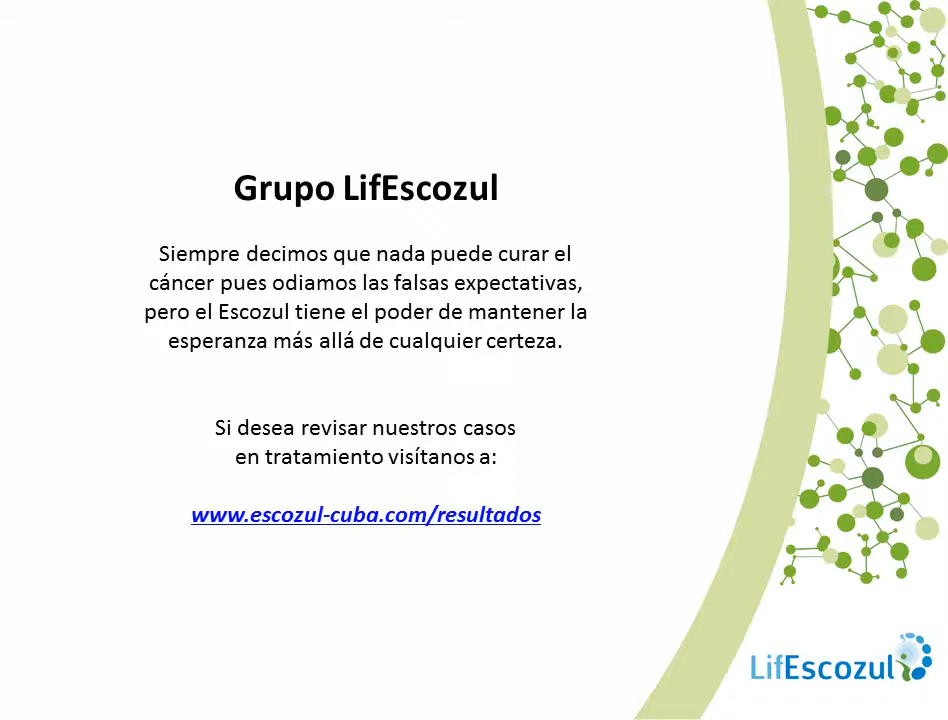 Grupo LifEscozul
Siempre decimos que nada puede curar el
cáncer pues odiamos las falsas expectativas,
pero el Escozul tiene el poder de mantener la
esperanza más allá de cualquier certeza.
Si desea revisar nuestros casos
en tratamiento visítanos a:
www.escozul-cuba.com/resultados
LifEscozul